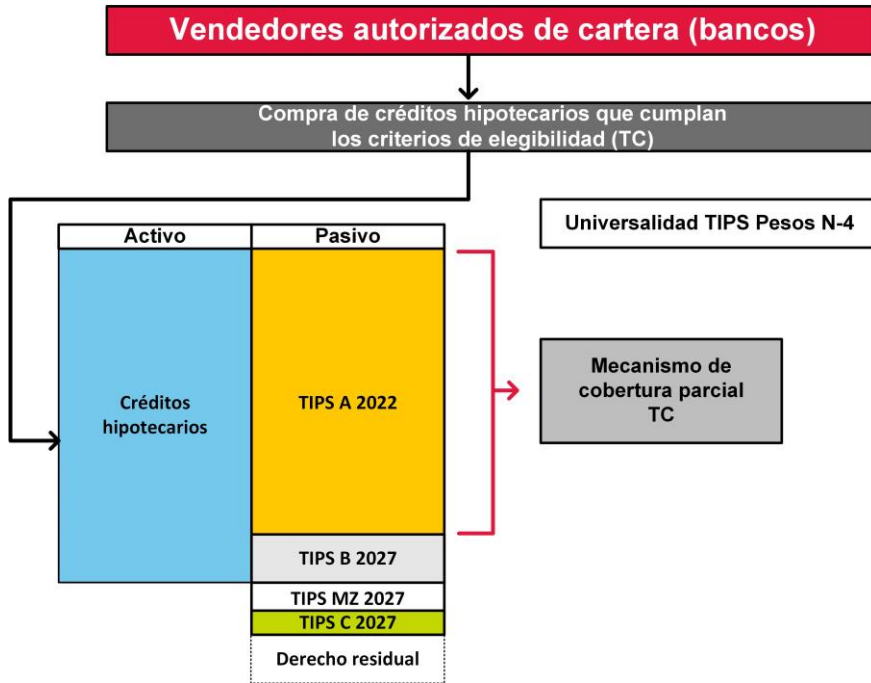 Vendedores autorizados de cartera (bancos)
Compra de créditos hipotecarios que cumplan
los criterios de elegibilidad (TC)
Universalidad TIPS Pesos N-4
Activo
Pasivo
Créditos
hipotecarios
TIPS A 2022
Mecanismo de
cobertura parcial
TC
TIPS B 2027
TIPS MZ 2027
TIPS C 2027
Derecho residual